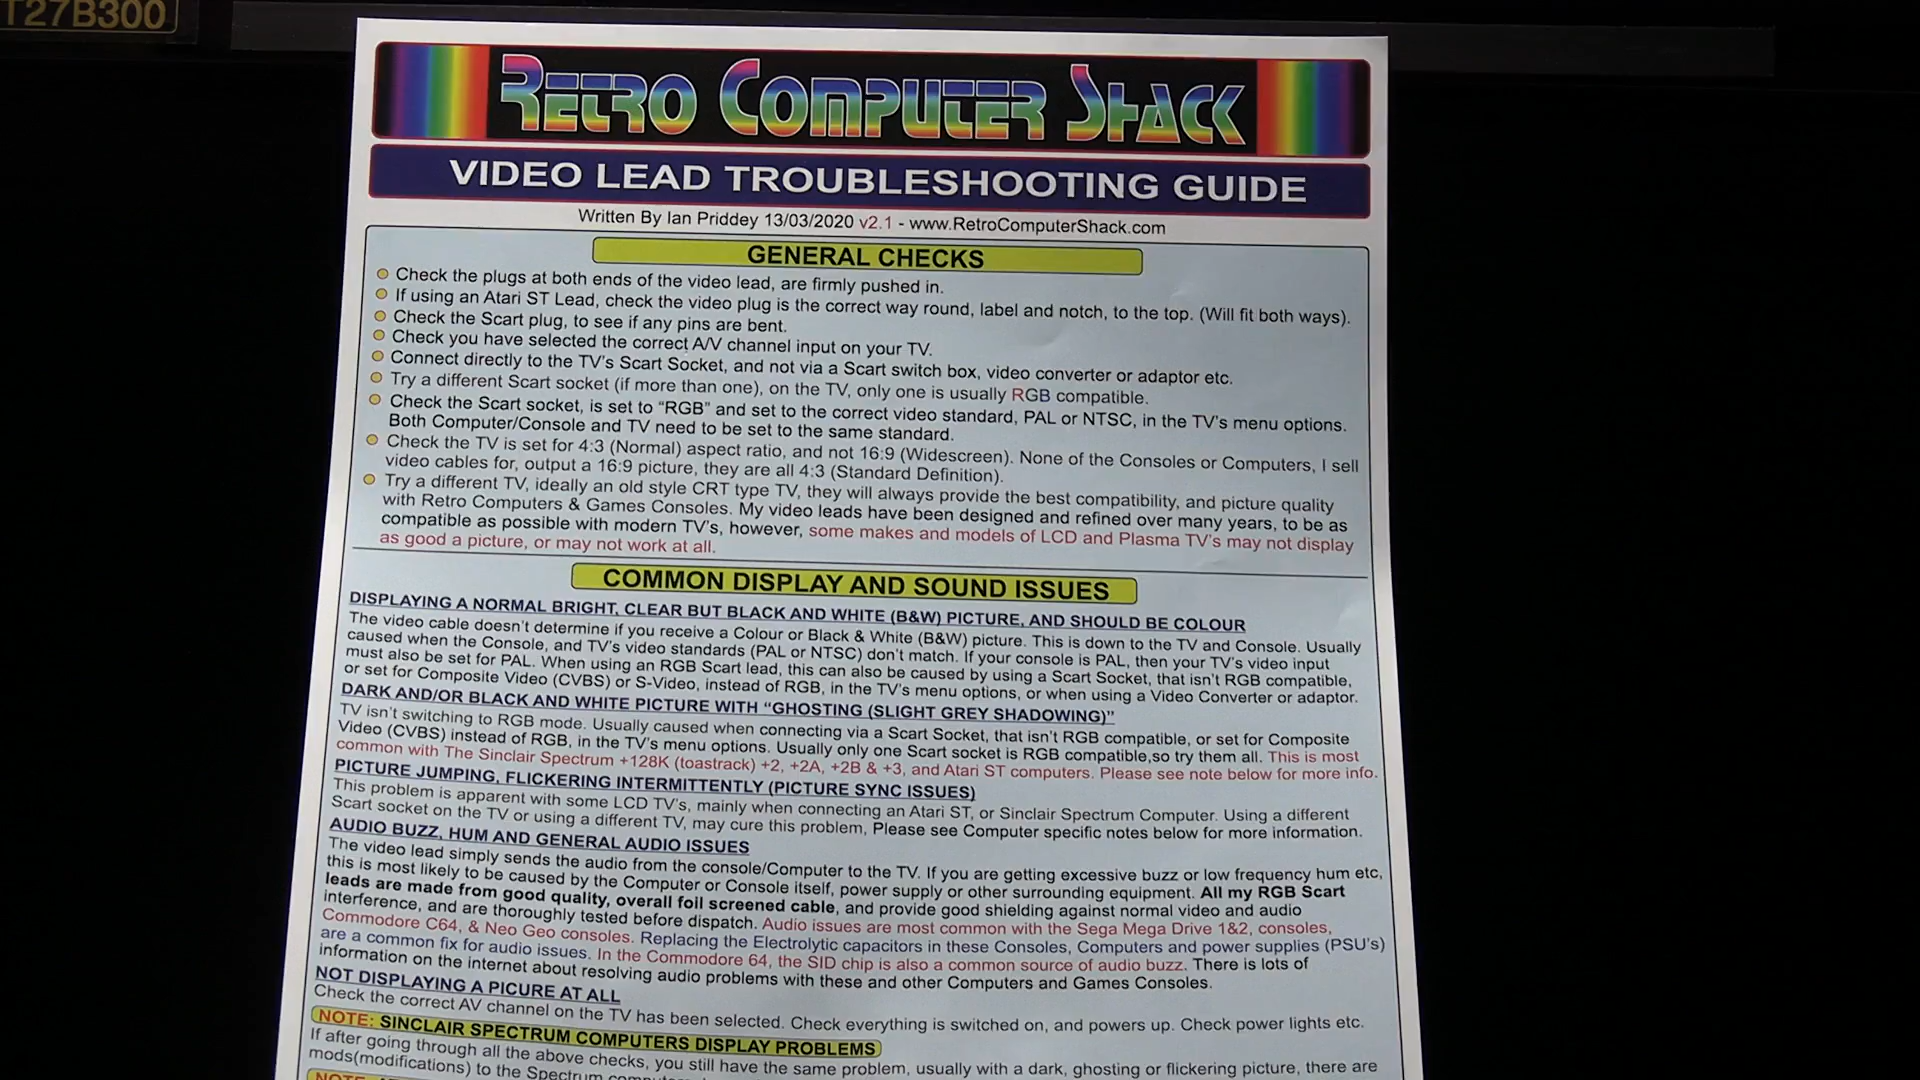 T27B300
RETRO COMPUTER SHACK
VIDEO LEAD TROUBLESHOOTING GUIDE
Written By Ian Priddey 13/03/2020 v2.1 - www.RetroComputerShack.com
GENERAL CHECKS
Check the plugs at both ends of the video lead, are firmly pushed in.
If using an Atari ST Lead, check the video plug is the correct way round, label and notch, to the top. (Will fit both ways).
Check the Scart plug, to see if any pins are bent.
Check you have selected the correct A/V channel input on your TV.
Connect directly to the TV's Scart Socket, and not via a Scart switch box, video converter or adaptor etc.
Try a different Scart socket (if more than one), on the TV, only one is usually RGB compatible.
Check the Scart socket, is set to "RGB" and set to the correct video standard, PAL or NTSC, in the TV's menu options.
Both Computer/Console and TV need to be set to the same standard.
Check the TV is set for 4:3 (Normal) aspect ratio, and not 16:9 (Widescreen). None of the Consoles or Computers, I sell
video cables for, output a 16:9 picture, they are all 4:3 (Standard Definition).
Try a different TV, ideally an old style CRT type TV, they will always provide the best compatibility, and picture quality
with Retro Computers & Games Consoles. My video leads have been designed and refined over many years, to be as
compatible as possible with modern TV's, however, some makes and models of LCD and Plasma TV's may not display
as good a picture, or may not work at all.
COMMON DISPLAY AND SOUND ISSUES
DISPLAYING A NORMAL BRIGHT, CLEAR BUT BLACK AND WHITE (B&W) PICTURE, AND SHOULD BE COLOUR
The video cable doesn't determine if you receive a Colour or Black & White (B&W) picture. This is down to the TV and Console. Usually
caused when the Console, and TV's video standards (PAL or NTSC) don't match. If your console is PAL, then your TV's video input
must also be set for PAL. When using an RGB Scart lead, this can also be caused by using a Scart Socket, that isn't RGB compatible,
or set for Composite Video (CVBS) or S-Video, instead of RGB, in the TV's menu options, or when using a Video Converter or adaptor.
DARK AND/OR BLACK AND WHITE PICTURE WITH "GHOSTING (SLIGHT GREY SHADOWING)"
TV isn't switching to RGB mode. Usually caused when connecting via a Scart Socket, that isn't RGB compatible, or set for Composite
Video (CVBS) instead of RGB, in the TV's menu options. Usually only one Scart socket is RGB compatible,so try them all. This is most
common with The Sinclair Spectrum +128K (toastrack) +2, +2A, +2B & +3, and Atari ST computers. Please see note below for more info.
PICTURE JUMPING, FLICKERING INTERMITTENTLY (PICTURE SYNC ISSUES)
This problem is apparent with some LCD TV's, mainly when connecting an Atari ST, or Sinclair Spectrum Computer. Using a different
Scart socket on the TV or using a different TV, may cure this problem, Please see Computer specific notes below for more information.
AUDIO BUZZ, HUM AND GENERAL AUDIO ISSUES
The video lead simply sends the audio from the console/Computer to the TV. If you are getting excessive buzz or low frequency hum etc,
this is most likely to be caused by the Computer or Console itself, power supply or other surrounding equipment. All my RGB Scart
leads are made from good quality, overall foil screened cable, and provide good shielding against normal video and audio
interference, and are thoroughly tested before dispatch. Audio issues are most common with the Sega Mega Drive 1&2, consoles,
Commodore C64, & Neo Geo consoles. Replacing the Electrolytic capacitors in these Consoles, Computers and power supplies (PSU's)
are a common fix for audio issues. In the Commodore 64, the SID chip is also a common source of audio buzz. There is lots of
information on the internet about resolving audio problems with these and other Computers and Games Consoles.
NOT DISPLAYING A PICURE AT ALL
Check the correct AV channel on the TV has been selected. Check everything is switched on, and powers up. Check power lights etc.
NOTE: SINCLAIR SPECTRUM COMPUTERS DISPLAY PROBLEMS
If after going through all the above checks, you still have the same problem, usually with a dark, ghosting or flickering picture, there are
mods(modifications) to the Spectrum
NOTE: